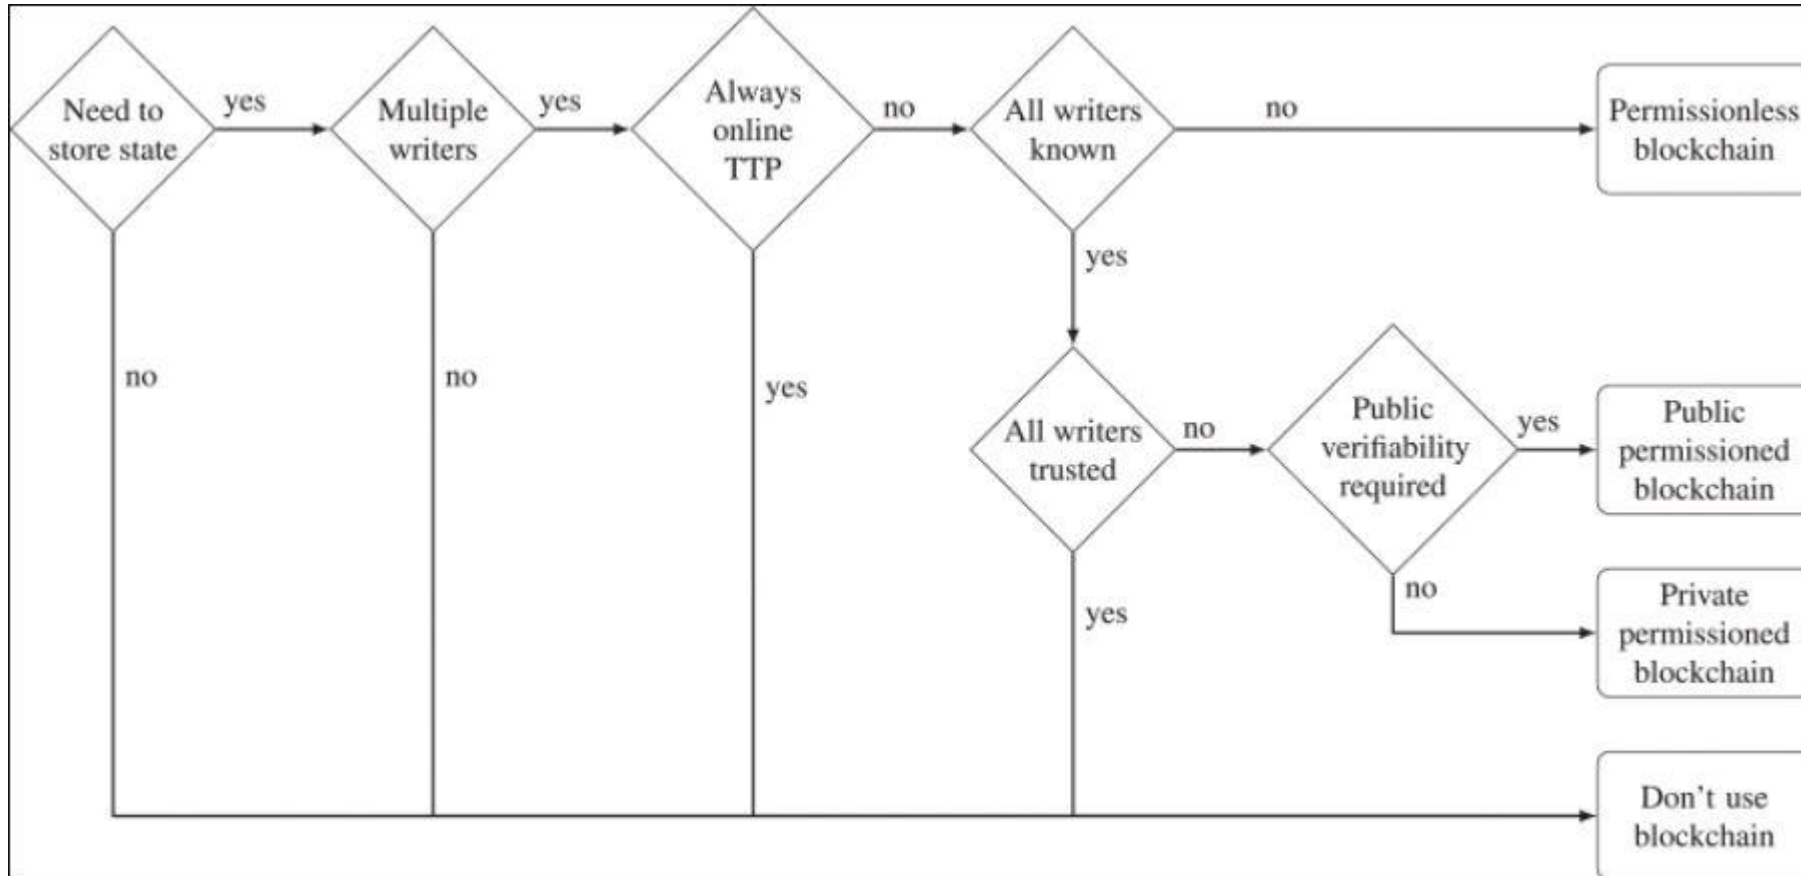 Need to
store state
yes
Multiple
writers
yes
Always
online
TTP
no
All writers
known
no
Permissionless
blockchain
yes
no
no
yes
All writers
trusted
no
Public
verifiability
required
yes
Public
permissioned
blockchain
yes
no
Private
permissioned
blockchain
Don't use
blockchain